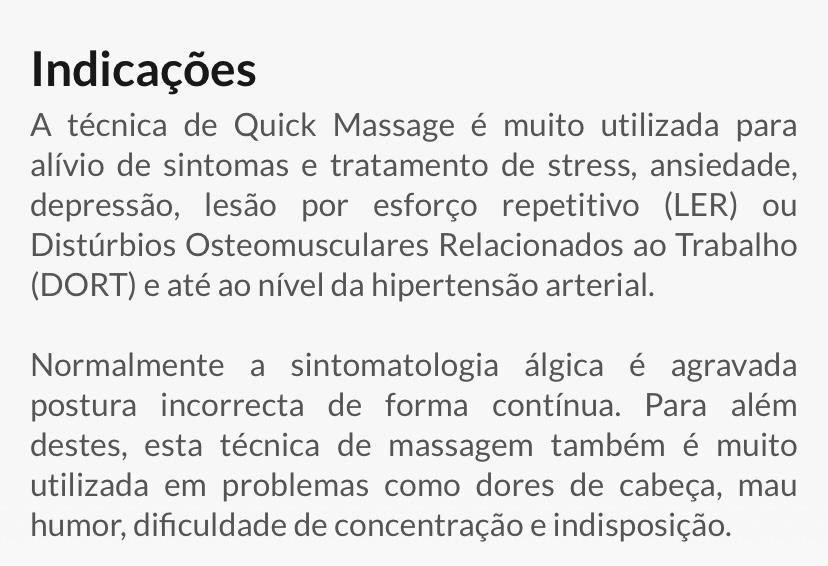 Indicações
A técnica de Quick Massage é muito utilizada para
alívio de sintomas e tratamento de stress, ansiedade,
depressão, lesão por esforço repetitivo (LER) ou
Distúrbios Osteomusculares Relacionados ao Trabalho
(DORT) e até ao nível da hipertensão arterial.
Normalmente a sintomatologia álgica é agravada
postura incorrecta de forma contínua. Para além
destes, esta técnica de massagem também é muito
utilizada em problemas como dores de cabeça, mau
humor, dificuldade de concentração e indisposição.